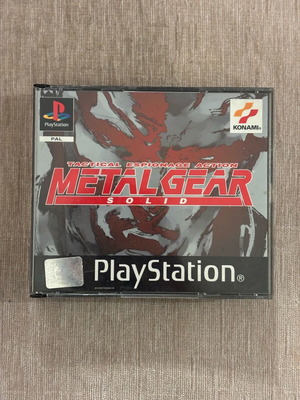 PlayStation
PAL
KONAMI
TACTICAL ESPIONAGE ACTION
METAL GEAR
SOLID
PlayStation®